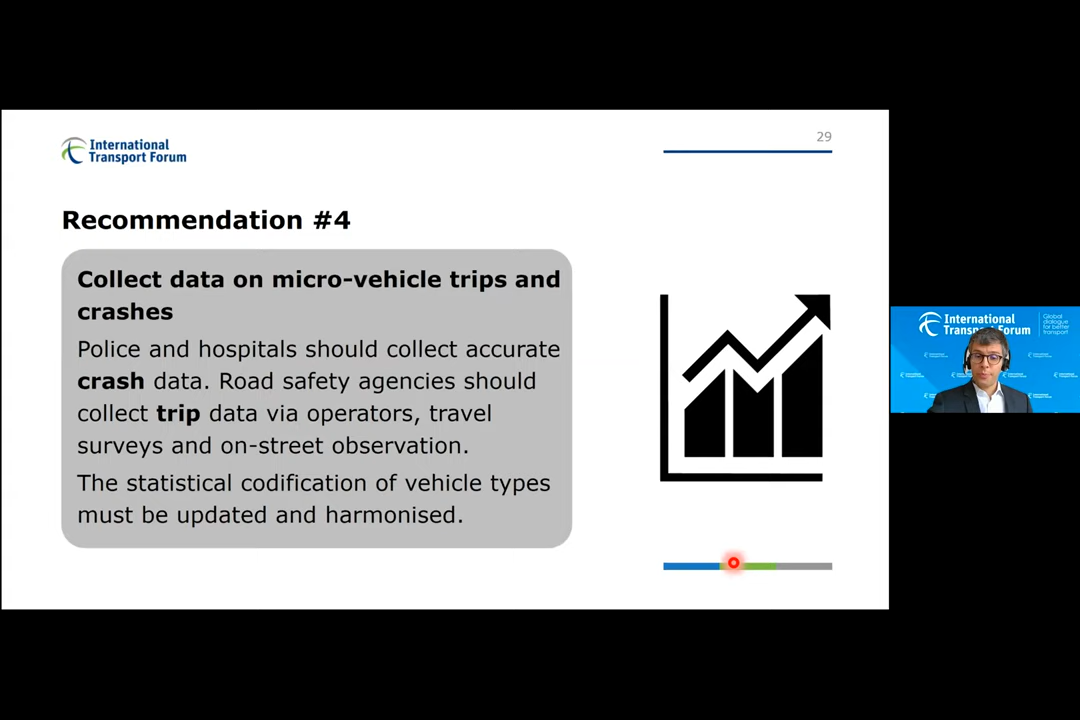 International
Transport Forum
29
Recommendation #4
Collect data on micro-vehicle trips and
crashes
Police and hospitals should collect accurate
crash data. Road safety agencies should
collect trip data via operators, travel
surveys and on-street observation.
The statistical codification of vehicle types
must be updated and harmonised.
International
Transport Forum
Global
dialogue
for better
transport